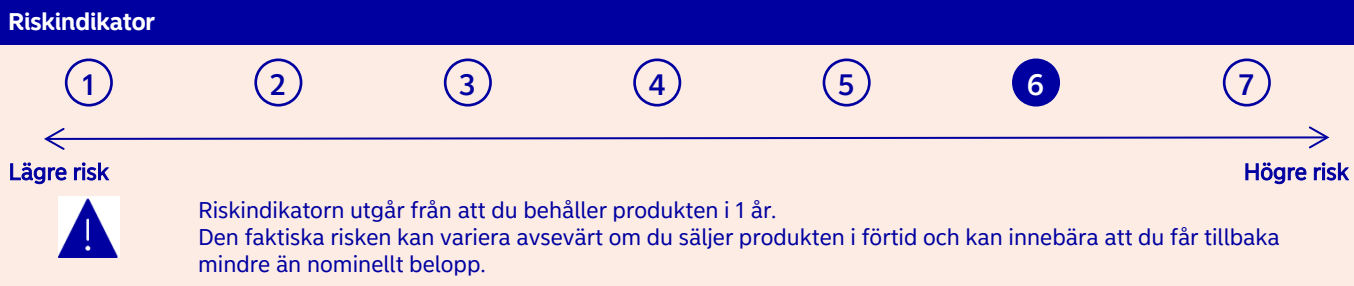 Riskindikator
1 2 3 4 5 6 7
Lägre risk Högre risk
Riskindikatorn utgår från att du behåller produkten i 1 år.
Den faktiska risken kan variera avsevärt om du säljer produkten i förtid och kan innebära att du får tillbaka
mindre än nominellt belopp.